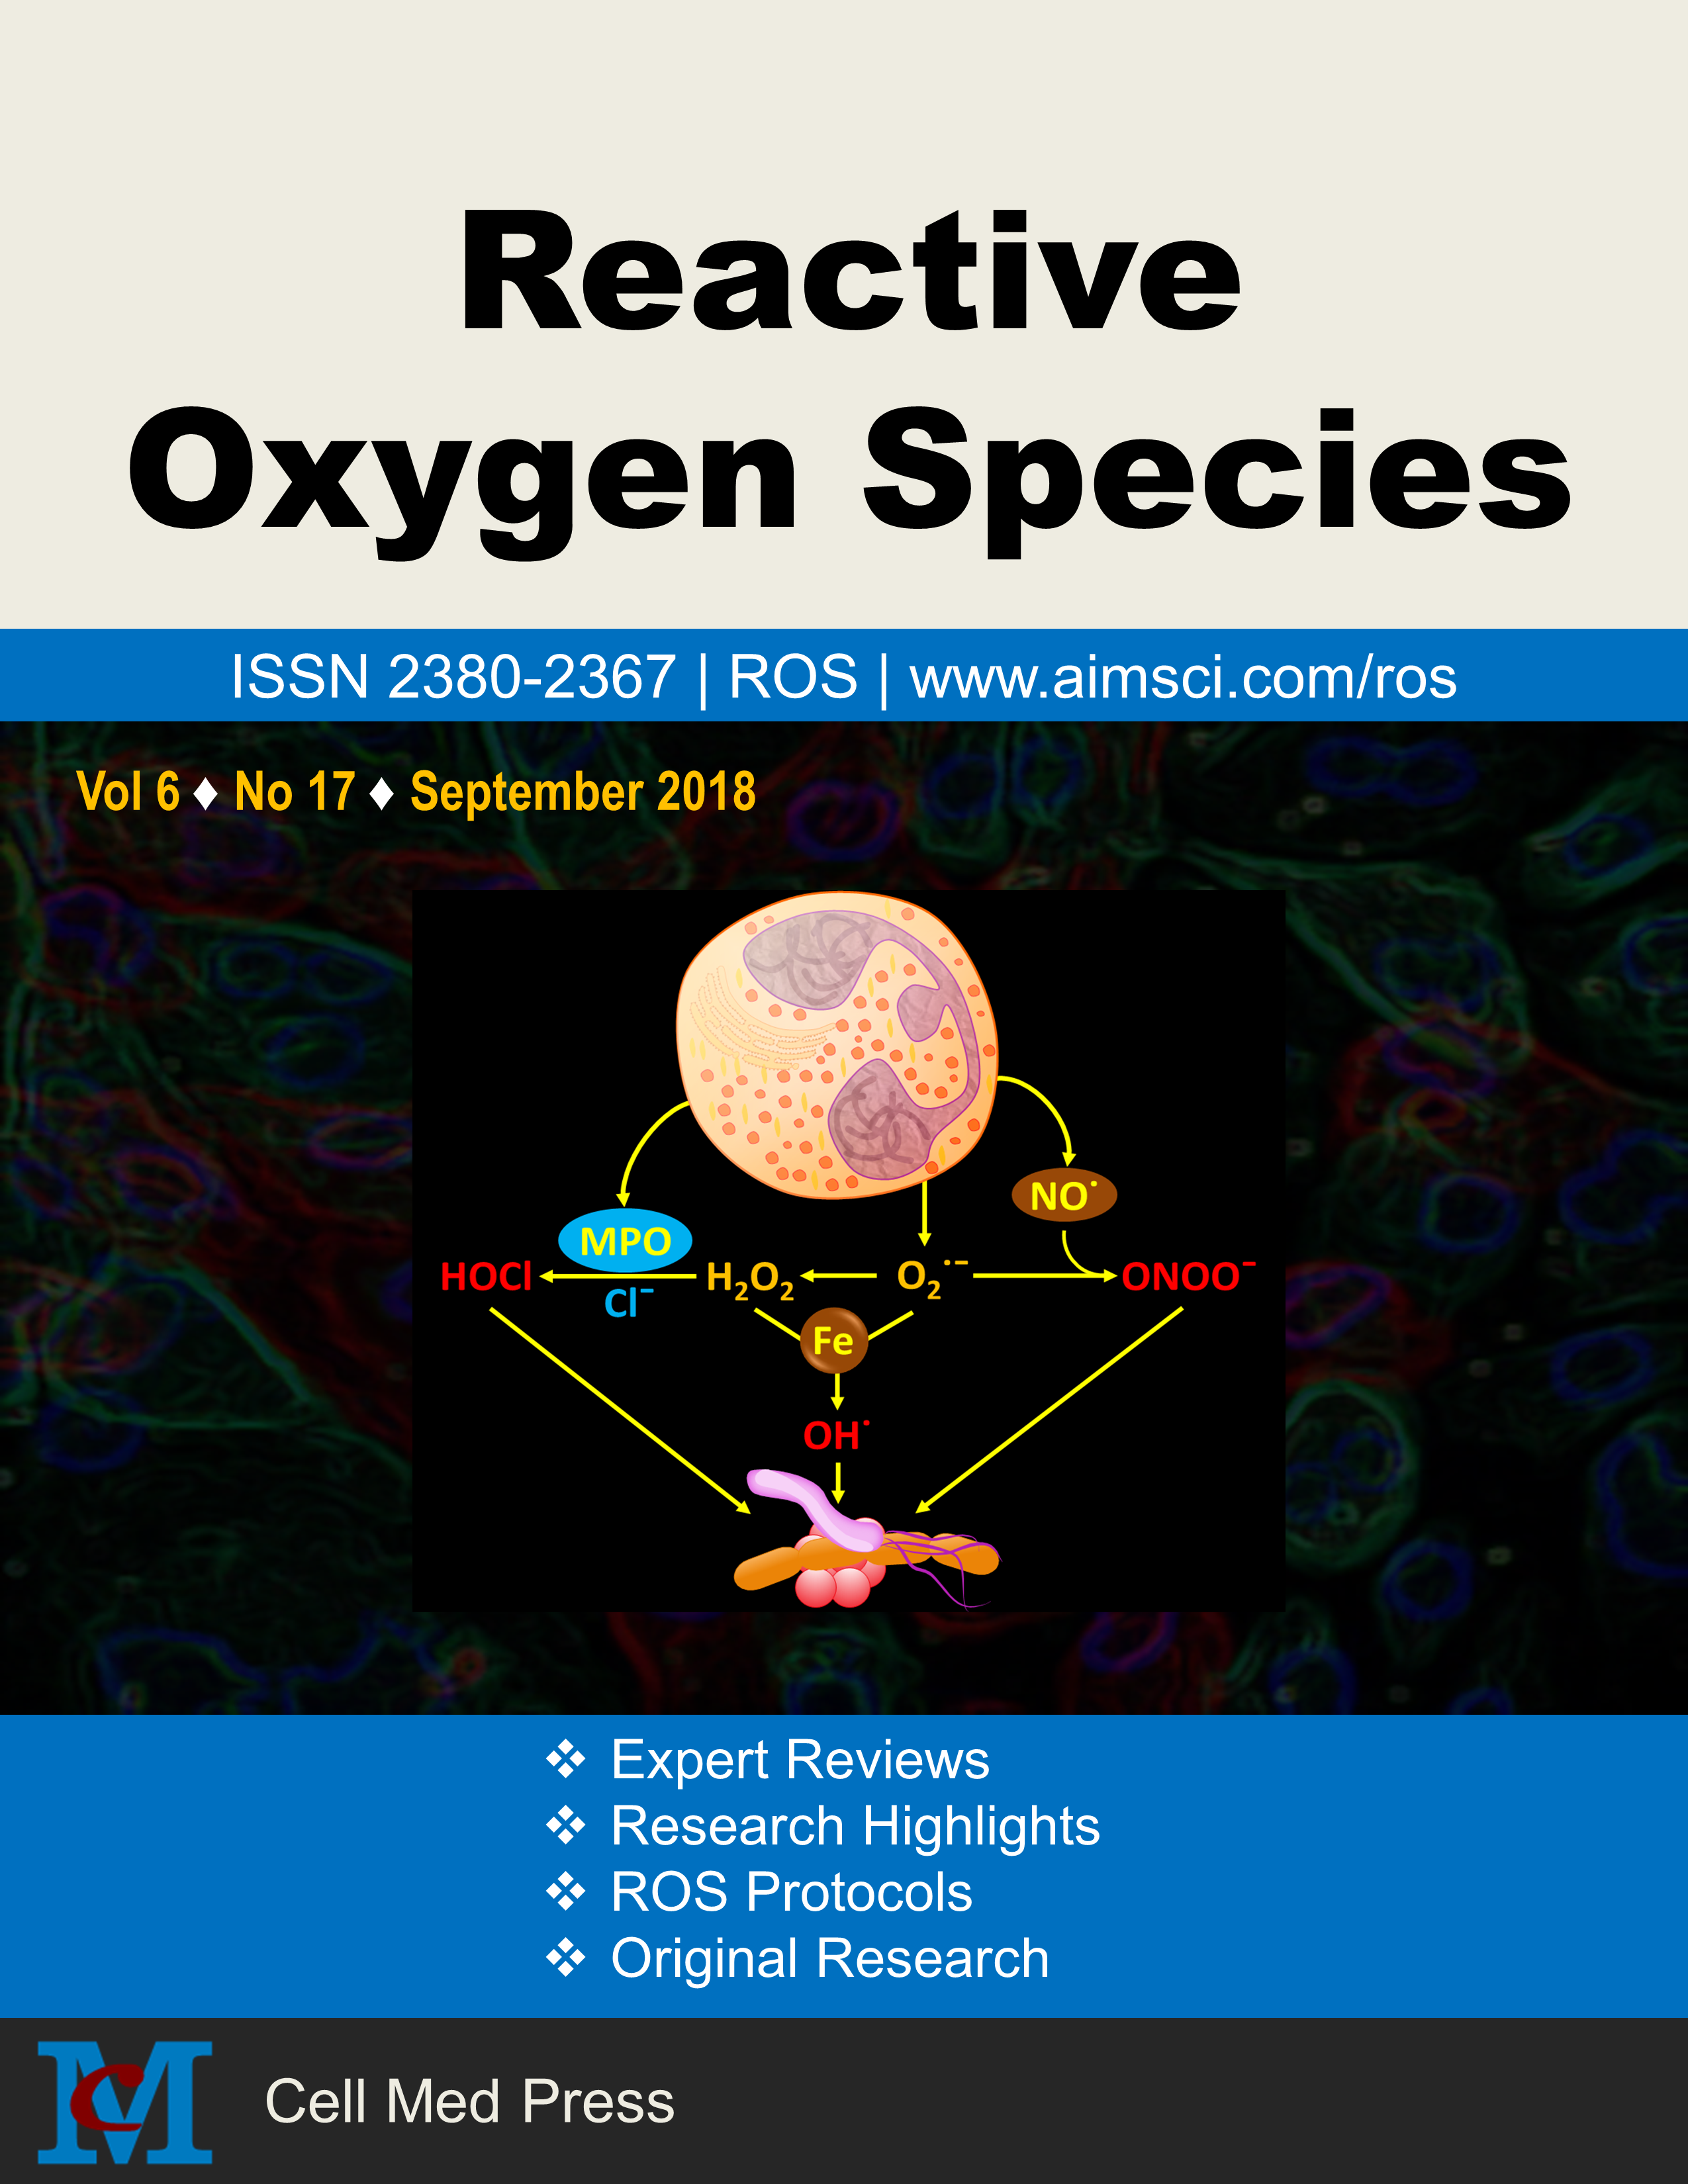 Reactive
Oxygen Species
ISSN 2380-2367 | ROS | www.aimsci.com/ros
Vol 6 ♦ No 17 ♦ September 2018
NO˙
MPO
HOCl
H₂O₂
O₂˙⁻
ONOO⁻
Cl⁻
Fe
OH˙
❖ Expert Reviews
❖ Research Highlights
❖ ROS Protocols
❖ Original Research
MC
Cell Med Press